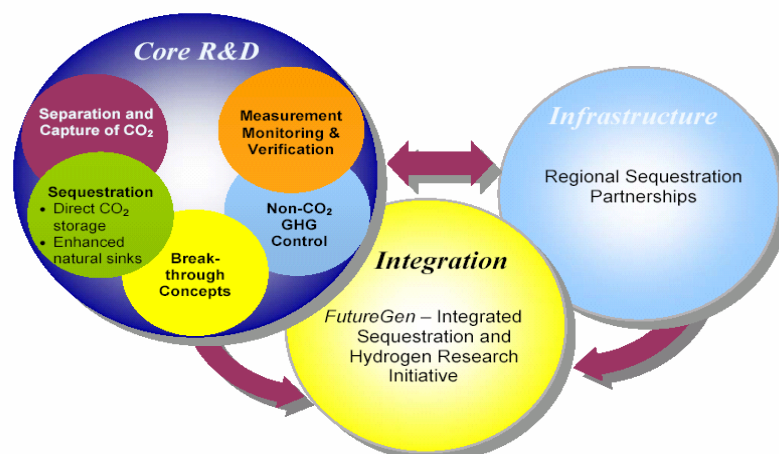 Core R&D
Separation and
Capture of CO₂
Measurement
Monitoring &
Verification
Sequestration
• Direct CO₂
storage
• Enhanced
natural sinks
Non-CO₂
GHG
Control
Break-
through
Concepts
Infrastructure
Regional Sequestration
Partnerships
Integration
FutureGen – Integrated
Sequestration and
Hydrogen Research
Initiative